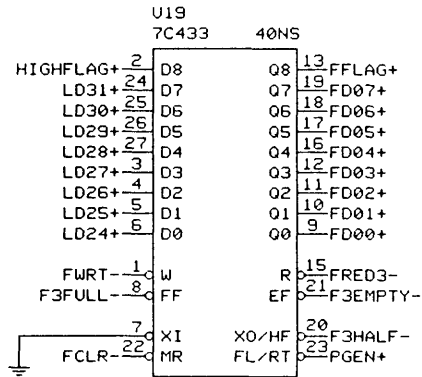 U19
7C433 40NS
HIGHFLAG+ 2 D8 Q8 13 FFLAG+
LD31+ 24 D7 Q7 19 FD07+
LD30+ 25 D6 Q6 18 FD06+
LD29+ 26 D5 Q5 17 FD05+
LD28+ 27 D4 Q4 16 FD04+
LD27+ 3 D3 Q3 12 FD03+
LD26+ 4 D2 Q2 11 FD02+
LD25+ 5 D1 Q1 10 FD01+
LD24+ 6 D0 Q0 9 FD00+
FWRT- 1 W R 15 FRED3-
F3FULL- 8 FF EF 21 F3EMPTY-
7 XI XO/HF 20 F3HALF-
FCLR- 22 MR FL/RT 23 PGEN+